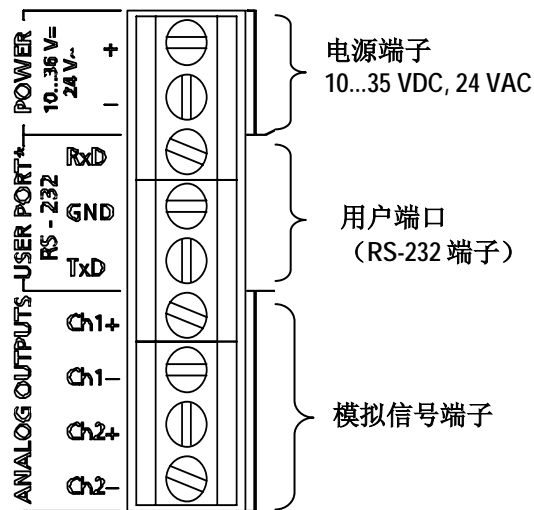 POWER
10...36 V=
24 V~
+
−
电源端子
10...35 VDC, 24 VAC
USER PORT*
RS - 232
RxD
GND
TxD
用户端口
（RS-232 端子）
ANALOG OUTPUTS
Ch1+
Ch1−
Ch2+
Ch2−
模拟信号端子